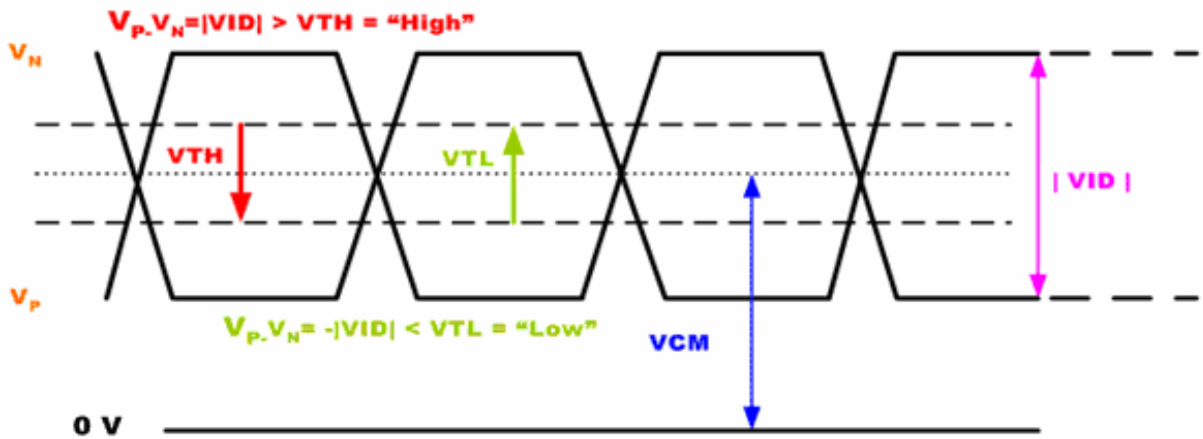 VP-VN=|VID| > VTH = “High”
VN
VTH
VTL
| VID |
VP
VP-VN= -|VID| < VTL = “Low”
VCM
0 V